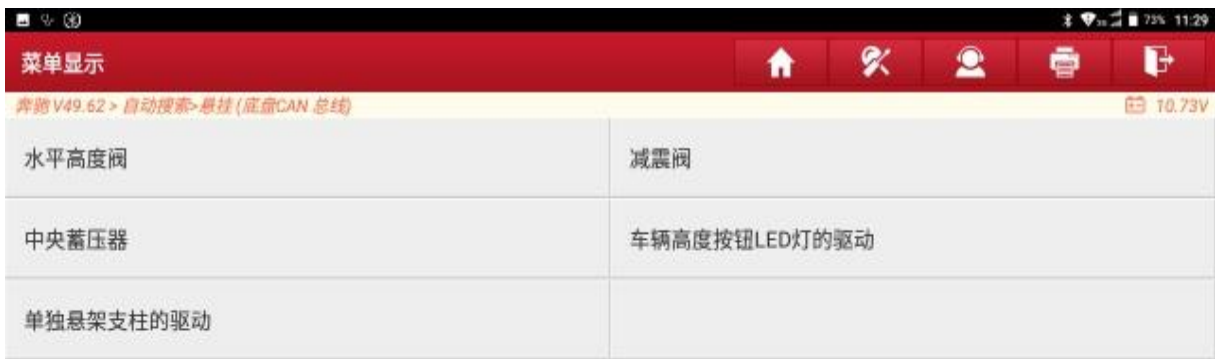 73% 11:29
菜单显示
奔驰 V49.62 > 自动搜索>悬挂 (底盘CAN 总线)
10.73V
水平高度阀
减震阀
中央蓄压器
车辆高度按钮LED灯的驱动
单独悬架支柱的驱动